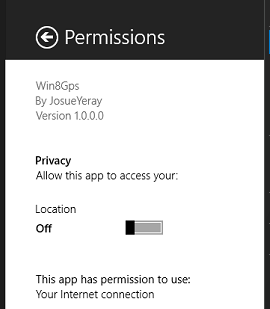 Permissions
Win8Gps
By JosueYeray
Version 1.0.0.0
Privacy
Allow this app to access your:
Location
Off
This app has permission to use:
Your Internet connection